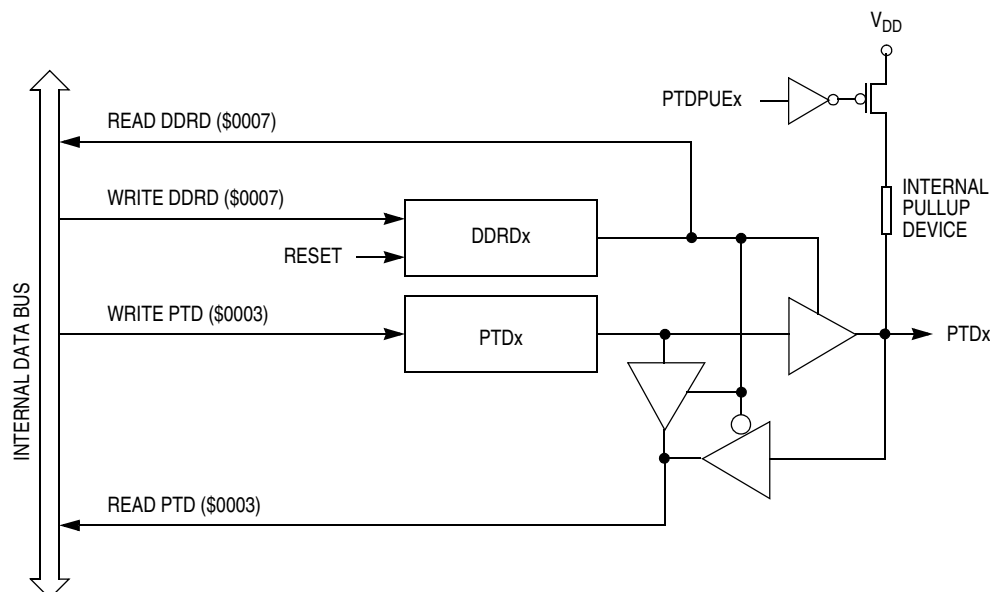 VDD
PTDPUEx
READ DDRD ($0007)
WRITE DDRD ($0007)
INTERNAL
PULLUP
DEVICE
DDRDx
RESET
WRITE PTD ($0003)
PTDx
PTDx
INTERNAL DATA BUS
READ PTD ($0003)